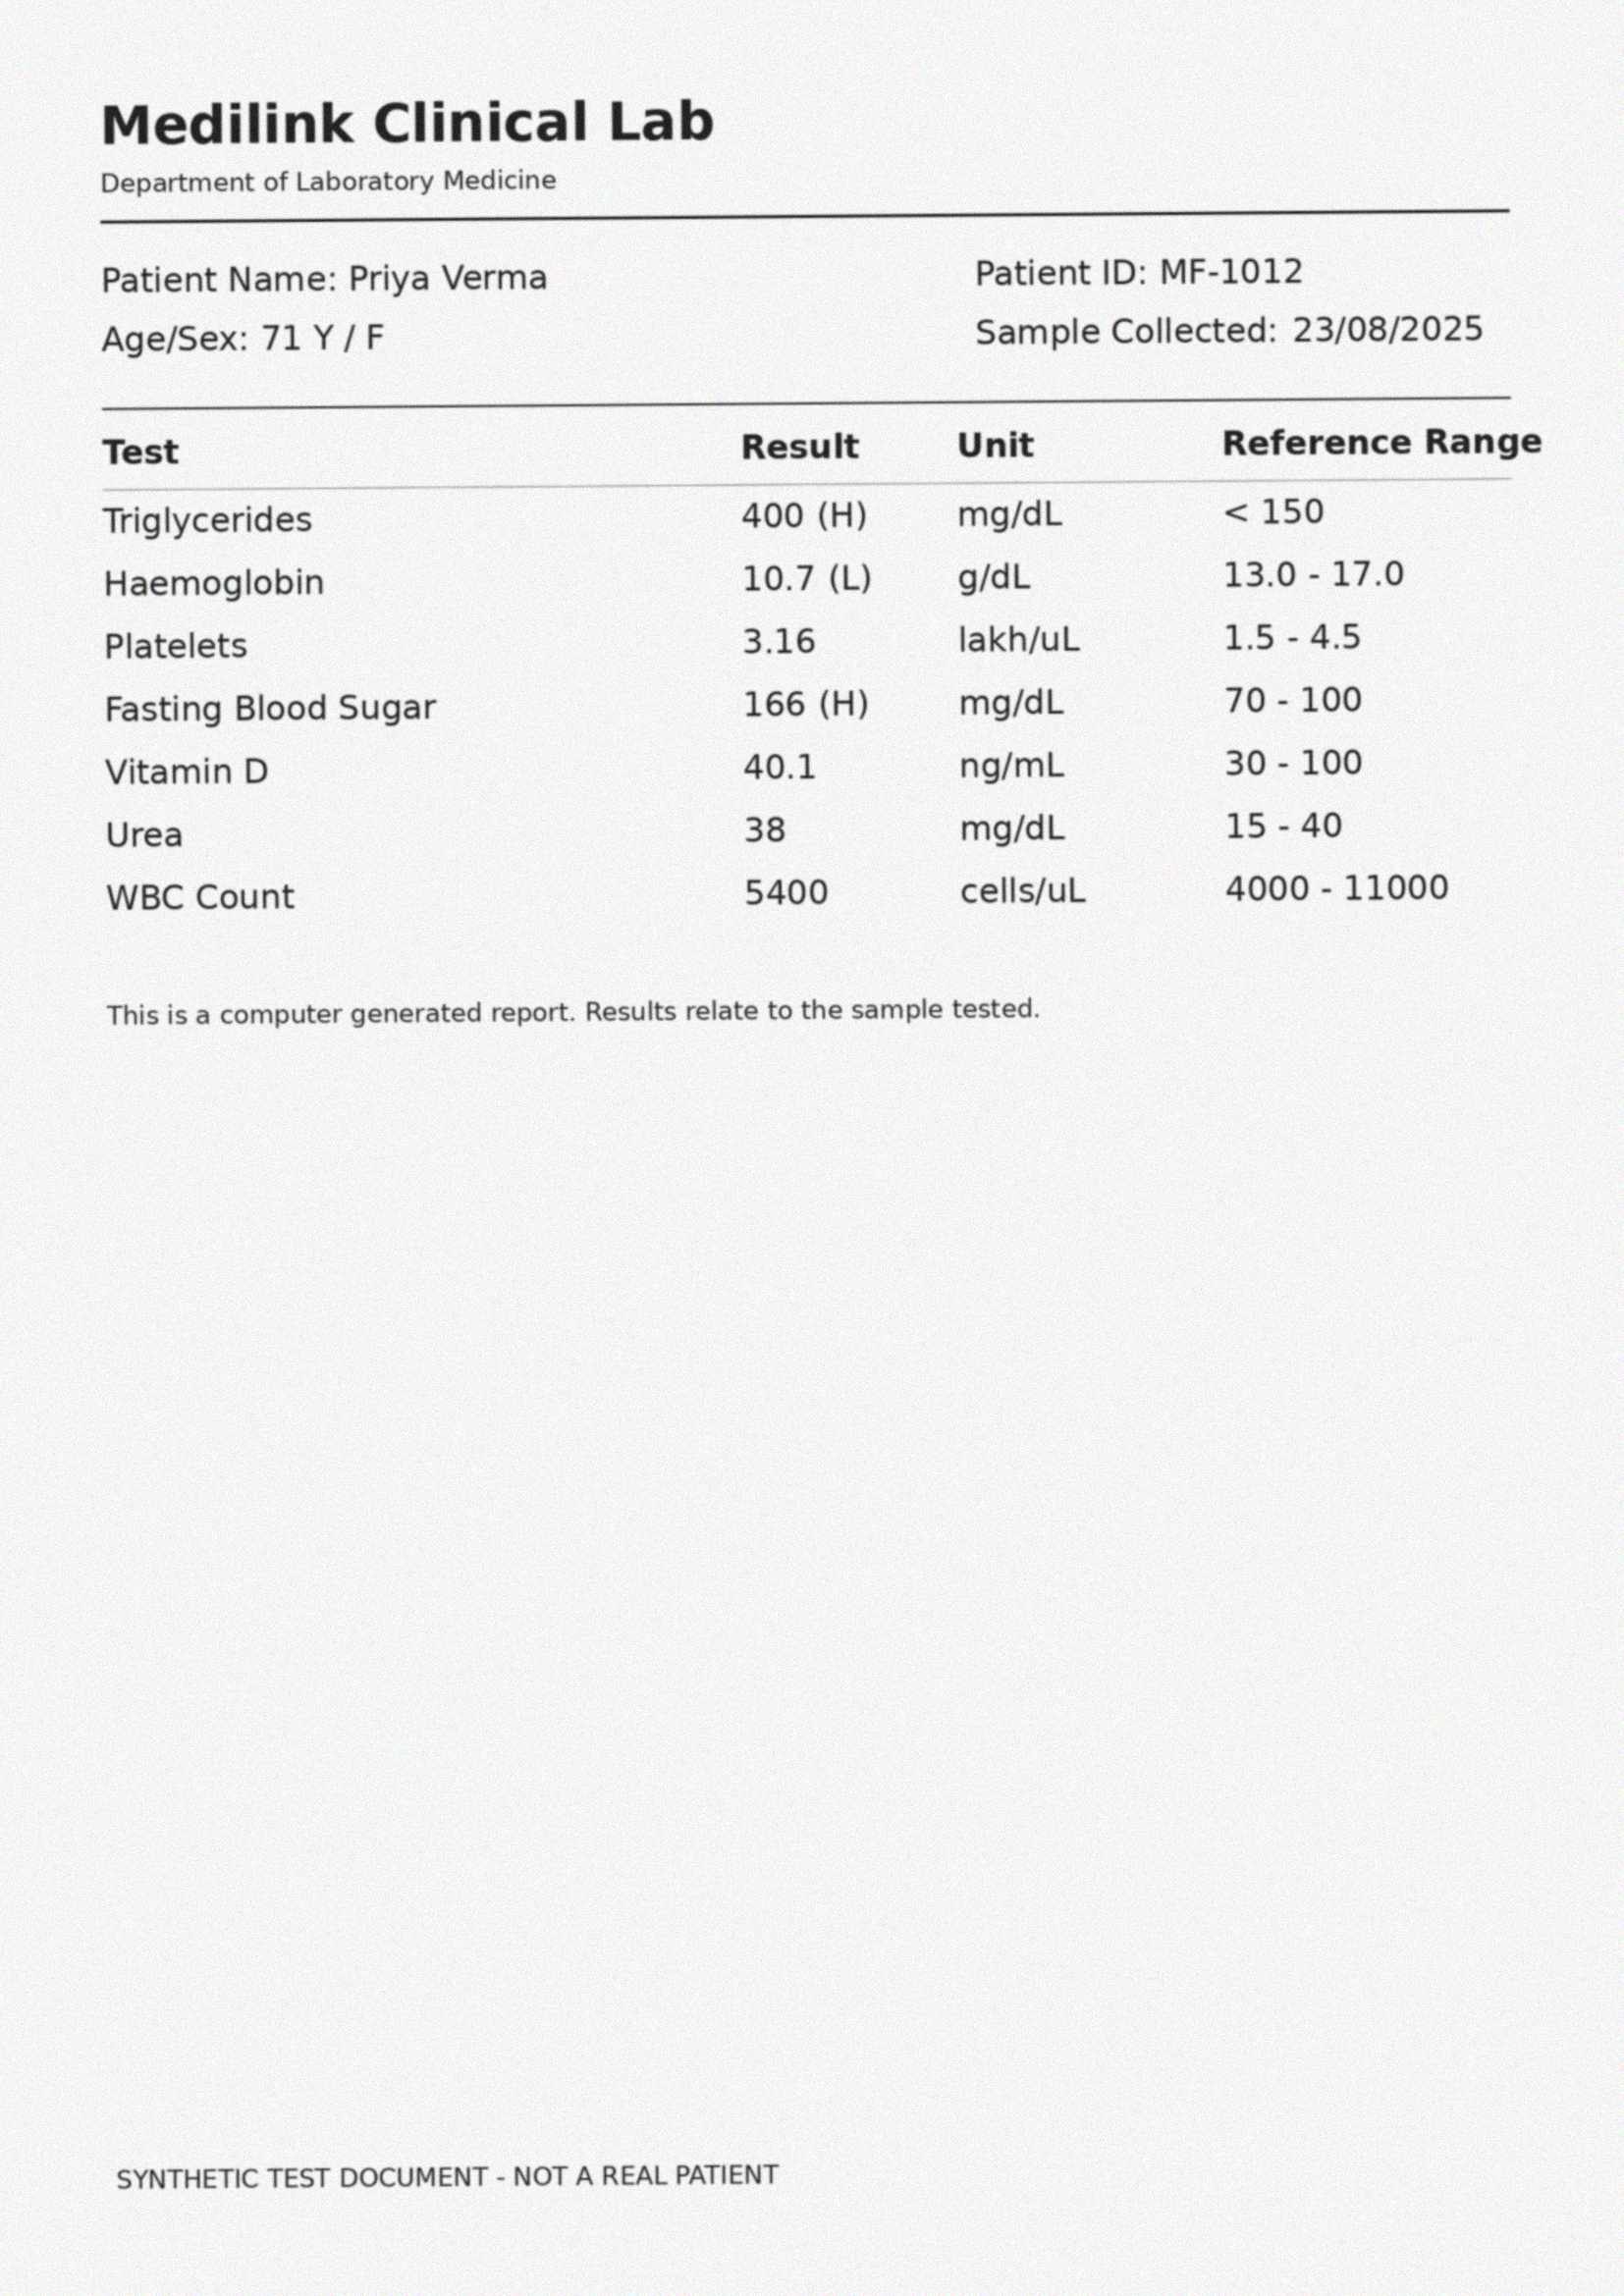 Medilink Clinical Lab
Department of Laboratory Medicine
Patient Name: Priya Verma Patient ID: MF-1012
Age/Sex: 71 Y / F Sample Collected: 23/08/2025
Test Result Unit Reference Range
Triglycerides 400 (H) mg/dL < 150
Haemoglobin 10.7 (L) g/dL 13.0 - 17.0
Platelets 3.16 lakh/uL 1.5 - 4.5
Fasting Blood Sugar 166 (H) mg/dL 70 - 100
Vitamin D 40.1 ng/mL 30 - 100
Urea 38 mg/dL 15 - 40
WBC Count 5400 cells/uL 4000 - 11000
This is a computer generated report. Results relate to the sample tested.
SYNTHETIC TEST DOCUMENT - NOT A REAL PATIENT